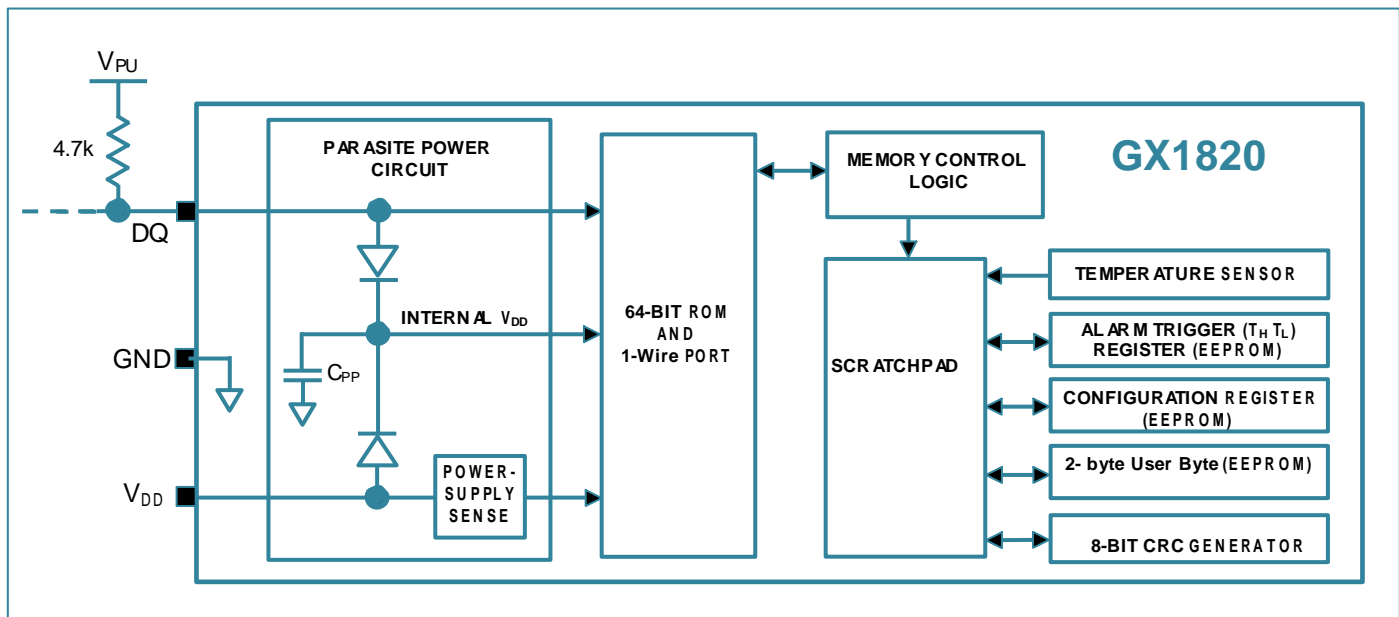 VPU
4.7k
DQ
GND
VDD
PARASITE POWER
CIRCUIT
INTERNAL VDD
CPP
POWER-
SUPPLY
SENSE
64-BIT ROM
AND
1-Wire PORT
MEMORY CONTROL
LOGIC
GX1820
SCRATCHPAD
TEMPERATURE SENSOR
ALARM TRIGGER (TH TL)
REGISTER (EEPROM)
CONFIGURATION REGISTER
(EEPROM)
2- byte User Byte (EEPROM)
8-BIT CRC GENERATOR